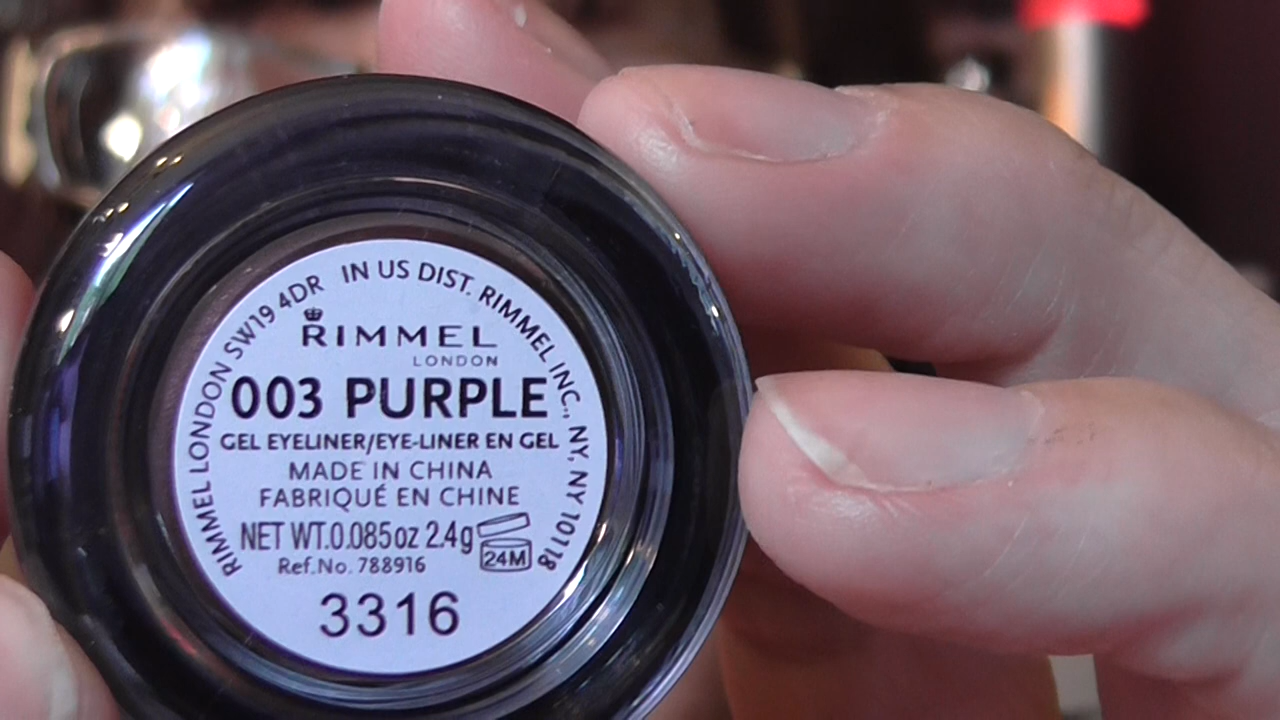 RIMMEL LONDON SW19 4DR IN US DIST. RIMMEL INC., NY, NY 10118
RIMMEL
LONDON
003 PURPLE
GEL EYELINER/EYE-LINER EN GEL
MADE IN CHINA
FABRIQUÉ EN CHINE
NET WT.0.085oz 2.4g
24M
Ref.No. 788916
3316